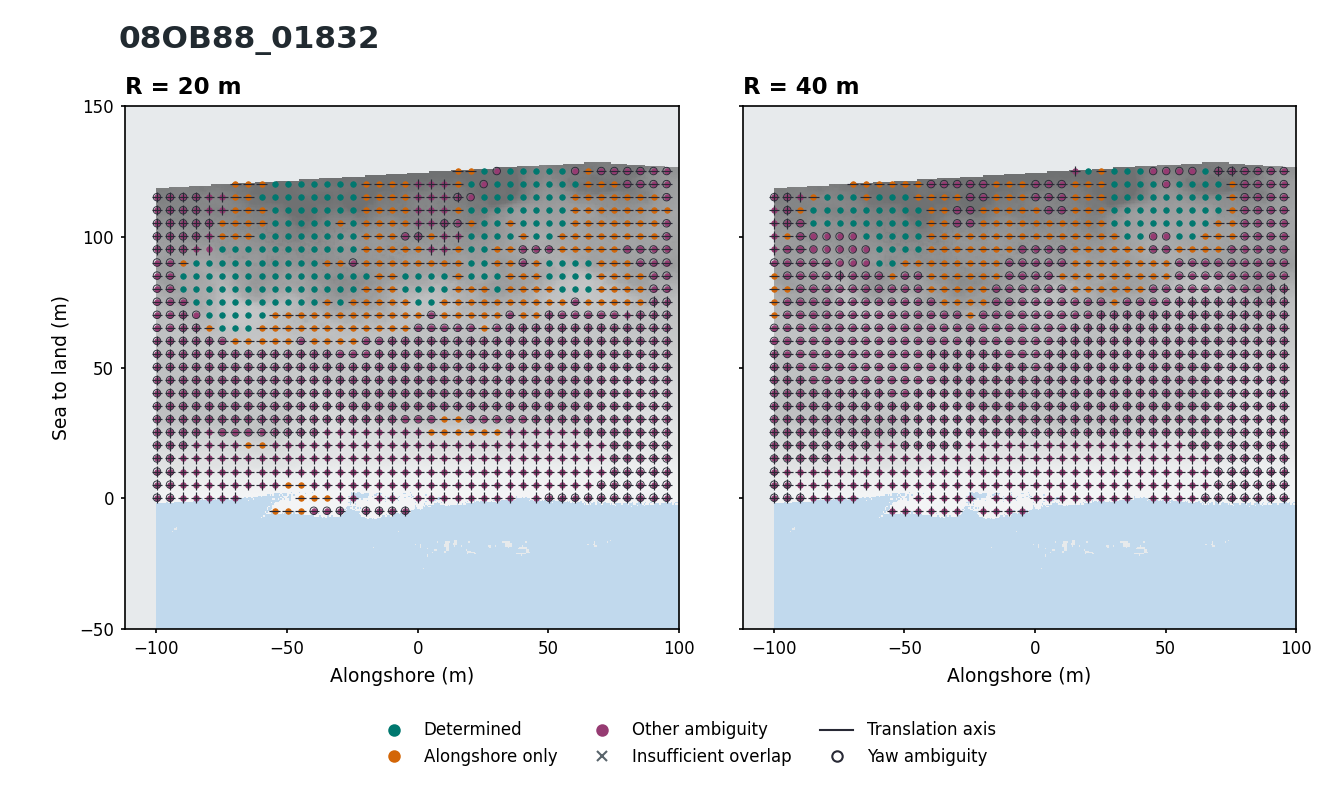 08OB88_01832
R = 20 m
R = 40 m
150
100
50
0
−50
Sea to land (m)
−100
−50
0
50
100
−100
−50
0
50
100
Alongshore (m)
Alongshore (m)
Determined
Other ambiguity
Translation axis
Alongshore only
Insufficient overlap
Yaw ambiguity